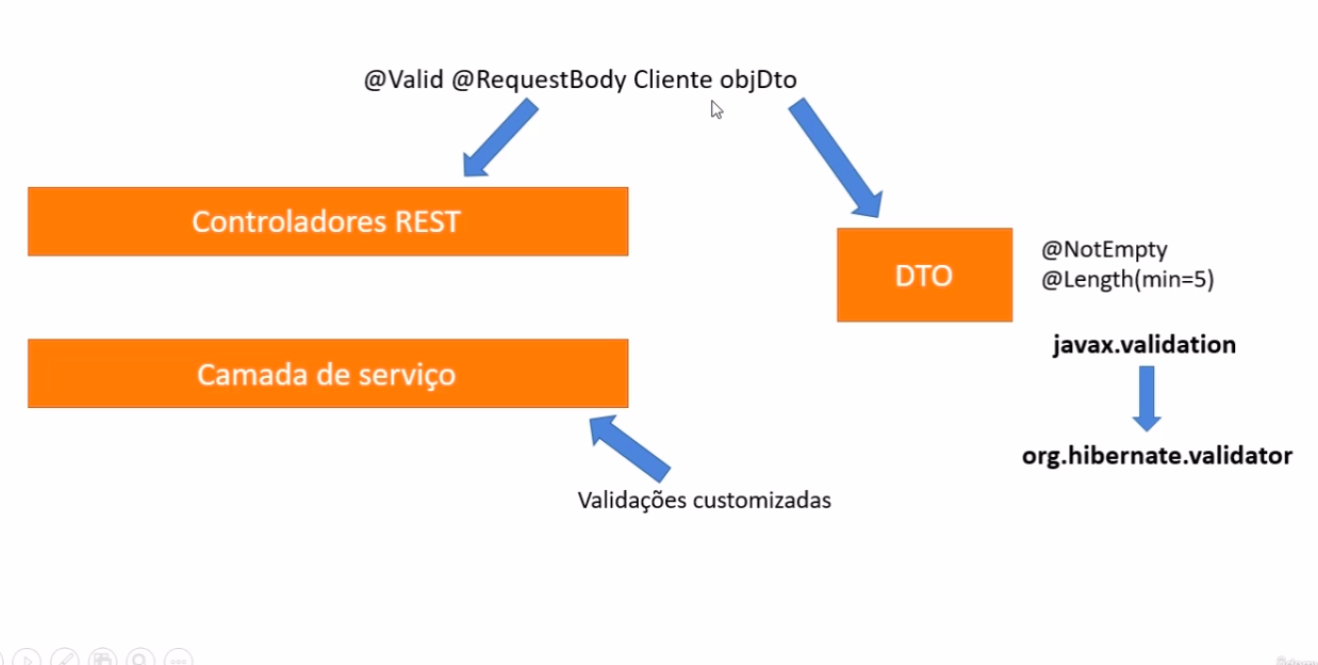 @Valid @RequestBody Cliente objDto
Controladores REST
DTO
@NotEmpty
@Length(min=5)
javax.validation
Camada de serviço
org.hibernate.validator
Validações customizadas